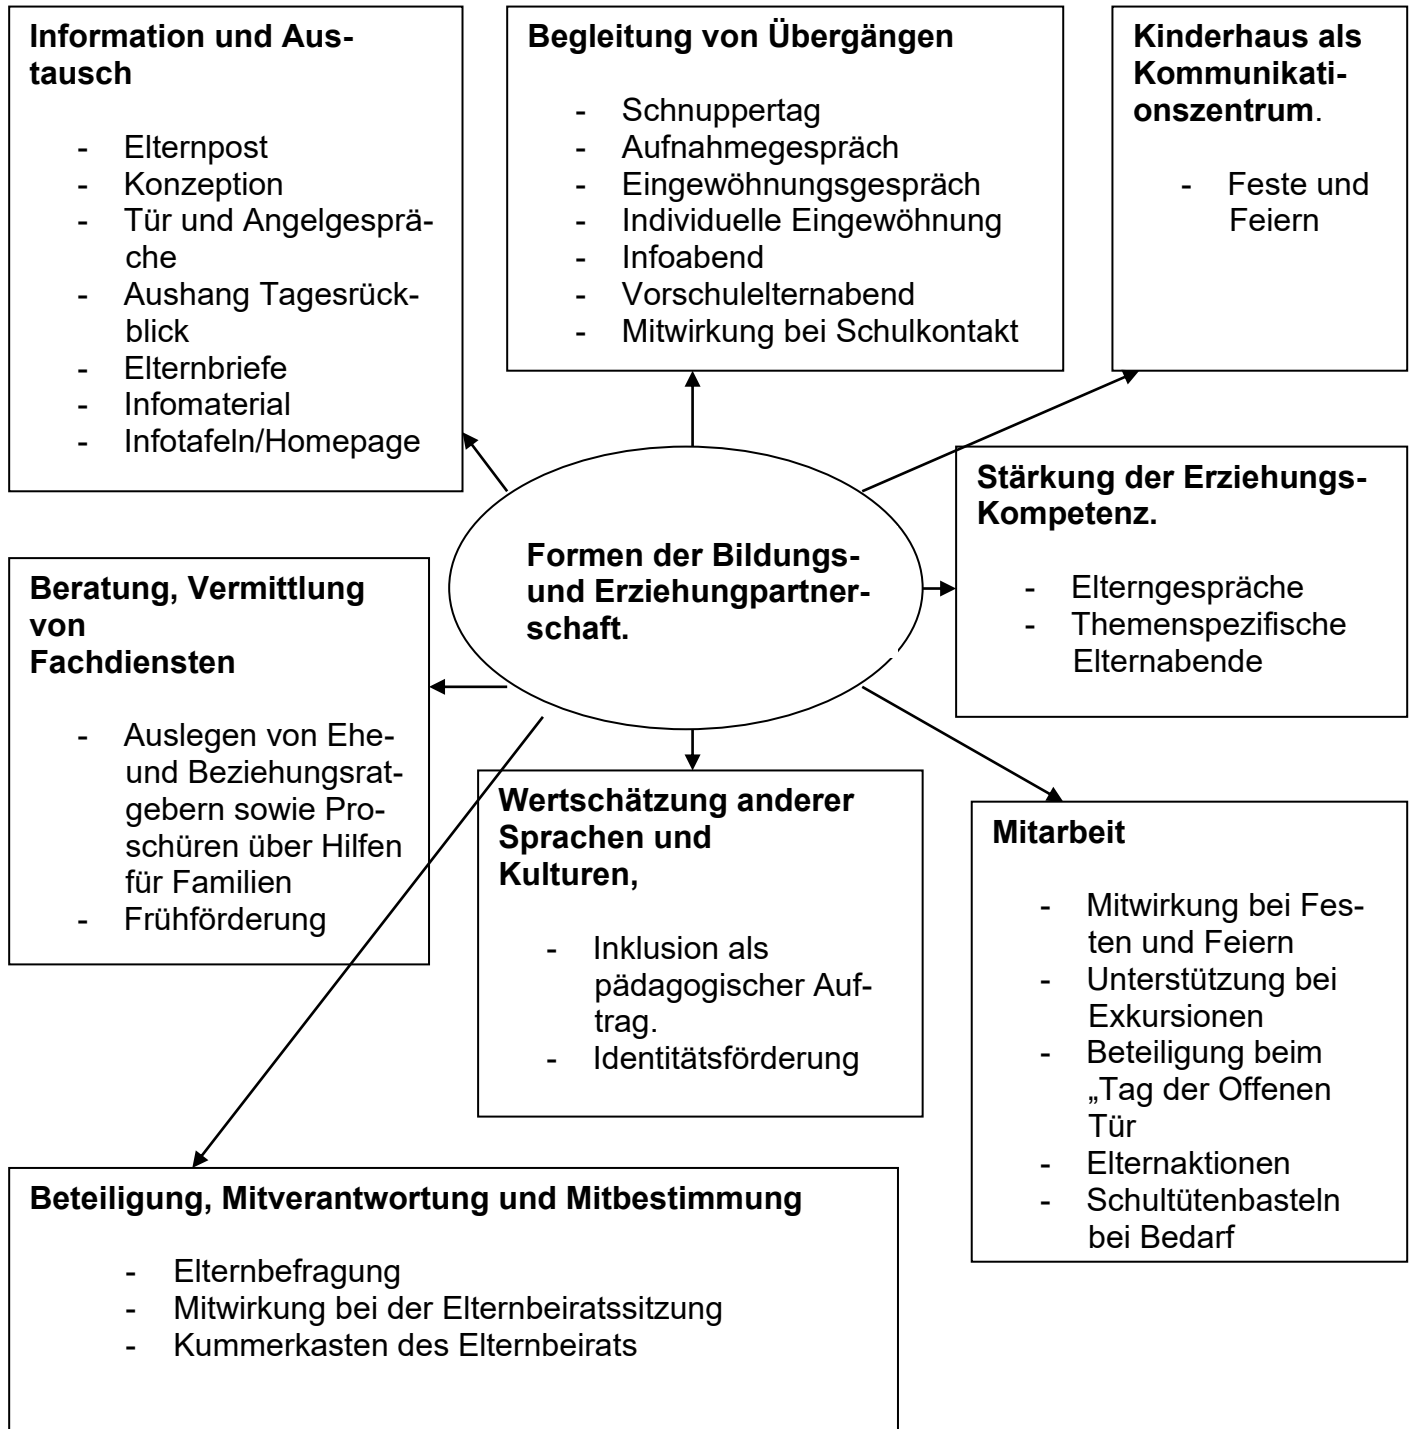 Information und Aus-
tausch
- Elternpost
- Konzeption
- Tür und Angelgesprä-
che
- Aushang Tagesrück-
blick
- Elternbriefe
- Infomaterial
- Infotafeln/Homepage
Begleitung von Übergängen
- Schnuppertag
- Aufnahmegespräch
- Eingewöhnungsgespräch
- Individuelle Eingewöhnung
- Infoabend
- Vorschulelternabend
- Mitwirkung bei Schulkontakt
Kinderhaus als
Kommunikati-
onszentrum.
- Feste und
Feiern
Formen der Bildungs-
und Erziehungpartner-
schaft.
Stärkung der Erziehungs-
Kompetenz.
- Elterngespräche
- Themenspezifische
Elternabende
Beratung, Vermittlung
von
Fachdiensten
- Auslegen von Ehe-
und Beziehungsrat-
gebern sowie Pro-
schüren über Hilfen
für Familien
- Frühförderung
Wertschätzung anderer
Sprachen und
Kulturen,
- Inklusion als
pädagogischer Auf-
trag.
- Identitätsförderung
Mitarbeit
- Mitwirkung bei Fes-
ten und Feiern
- Unterstützung bei
Exkursionen
- Beteiligung beim
„Tag der Offenen
Tür
- Elternaktionen
- Schultütenbasteln
bei Bedarf
Beteiligung, Mitverantwortung und Mitbestimmung
- Elternbefragung
- Mitwirkung bei der Elternbeiratssitzung
- Kummerkasten des Elternbeirats